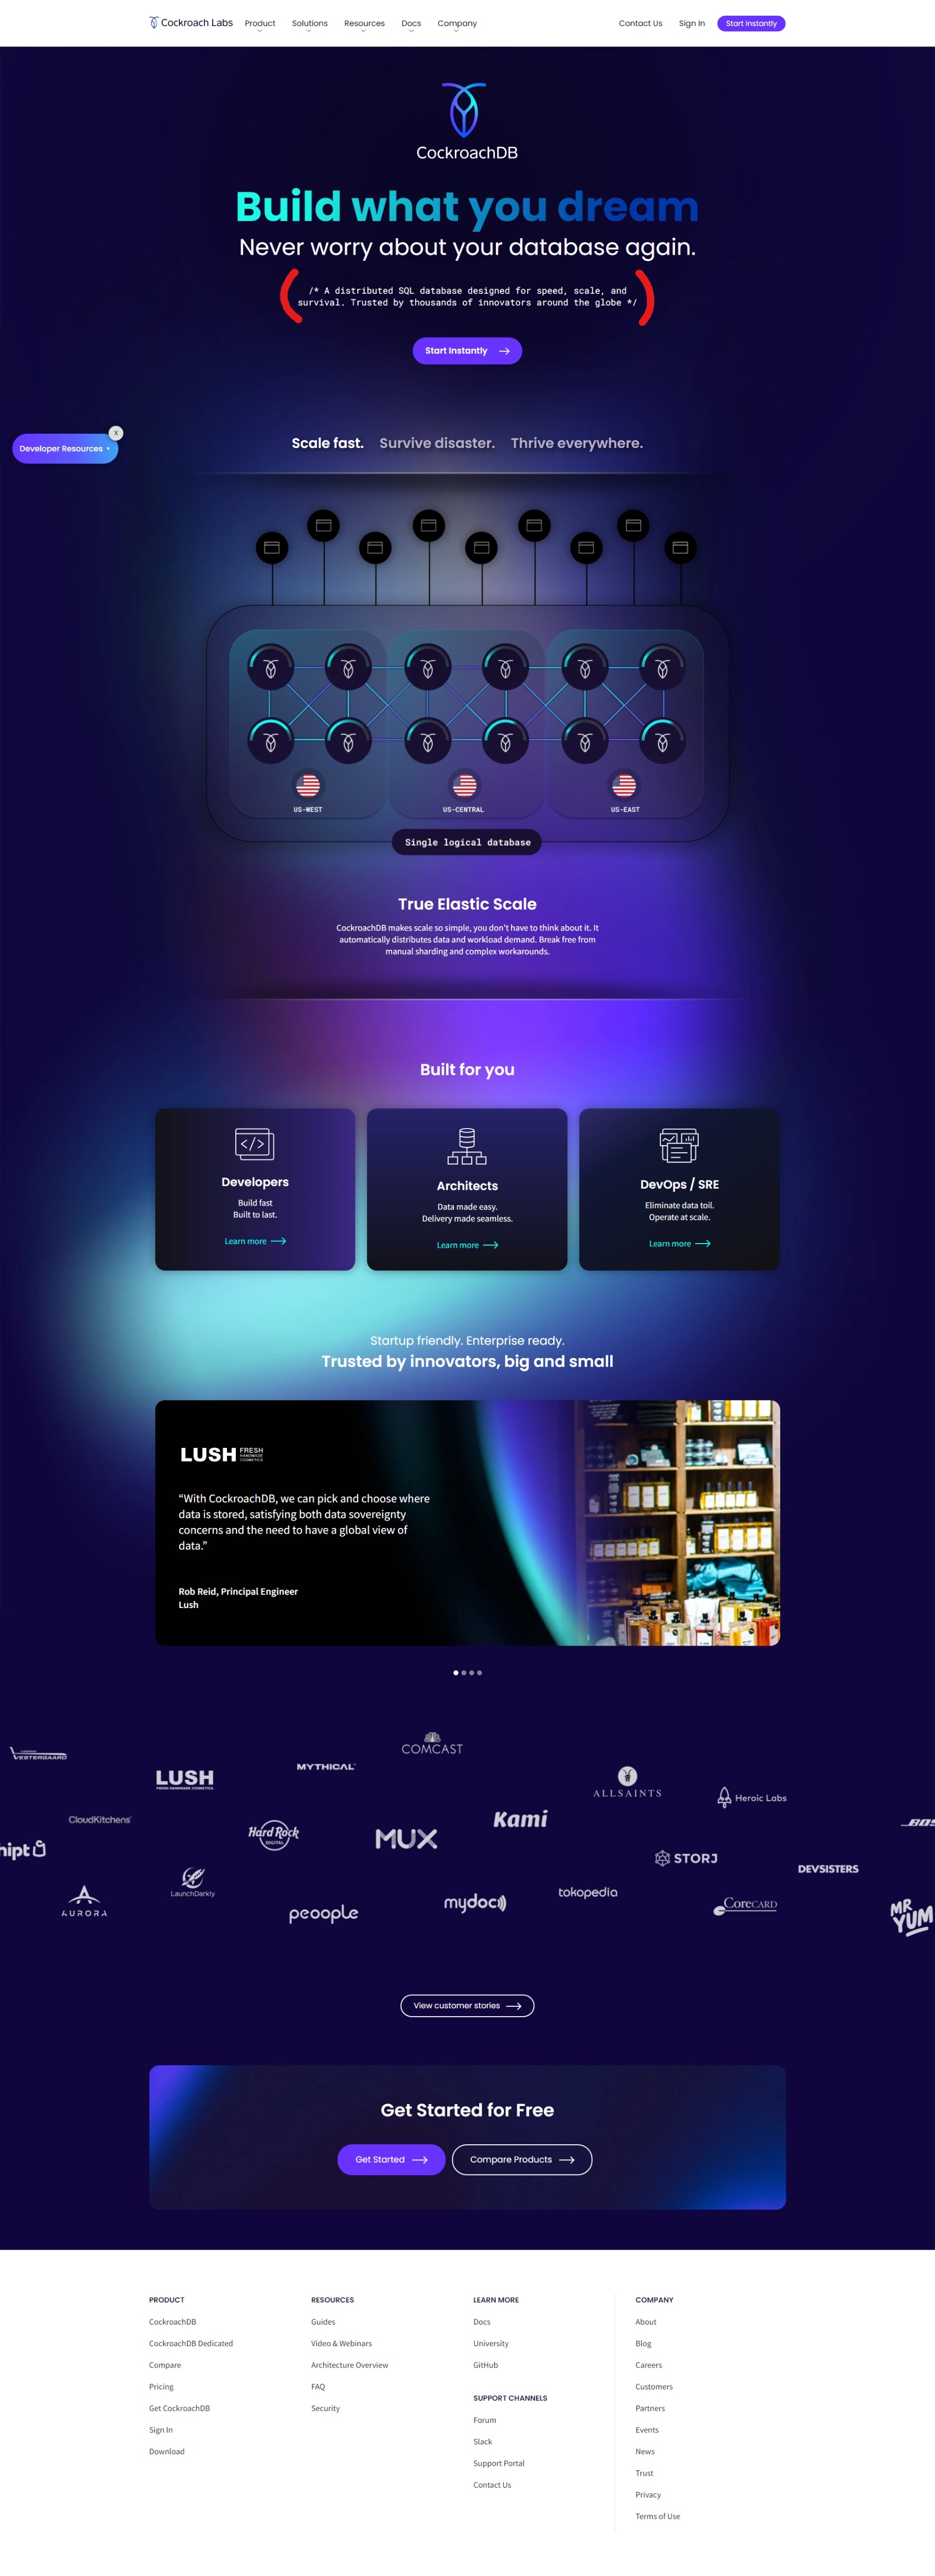 Cockroach Labs
Product
Solutions
Resources
Docs
Company
Contact Us
Sign In
Start Instantly
CockroachDB
Build what you dream
Never worry about your database again.
/* A distributed SQL database designed for speed, scale, and
survival. Trusted by thousands of innovators around the globe */
Start Instantly
X
Developer Resources
Scale fast. Survive disaster. Thrive everywhere.
US-WEST
US-CENTRAL
US-EAST
Single logical database
True Elastic Scale
CockroachDB makes scale so simple, you don't have to think about it. It
automatically distributes data and workload demand. Break free from
manual sharding and complex workarounds.
Built for you
Developers
Build fast
Built to last.
Learn more
Architects
Data made easy.
Delivery made seamless.
Learn more
DevOps / SRE
Eliminate data toil.
Operate at scale.
Learn more
Startup friendly. Enterprise ready.
Trusted by innovators, big and small
LUSH FRESH HANDMADE COSMETICS
“With CockroachDB, we can pick and choose where
data is stored, satisfying both data sovereignty
concerns and the need to have a global view of
data.”
Rob Reid, Principal Engineer
Lush
VESTERGAARD
LUSH
FRESH HANDMADE COSMETICS
MYTHICAL
COMCAST
ALLSAINTS
Heroic Labs
CloudKitchens
hipt
Hard Rock
DIGITAL
MUX
Kami
STORJ
DEVSISTERS
BOS
AURORA
LaunchDarkly
peoople
mydoc
tokopedia
CORECARD
MR
YUM
View customer stories
Get Started for Free
Get Started
Compare Products
PRODUCT
CockroachDB
CockroachDB Dedicated
Compare
Pricing
Get CockroachDB
Sign In
Download
RESOURCES
Guides
Video & Webinars
Architecture Overview
FAQ
Security
LEARN MORE
Docs
University
GitHub
SUPPORT CHANNELS
Forum
Slack
Support Portal
Contact Us
COMPANY
About
Blog
Careers
Customers
Partners
Events
News
Trust
Privacy
Terms of Use